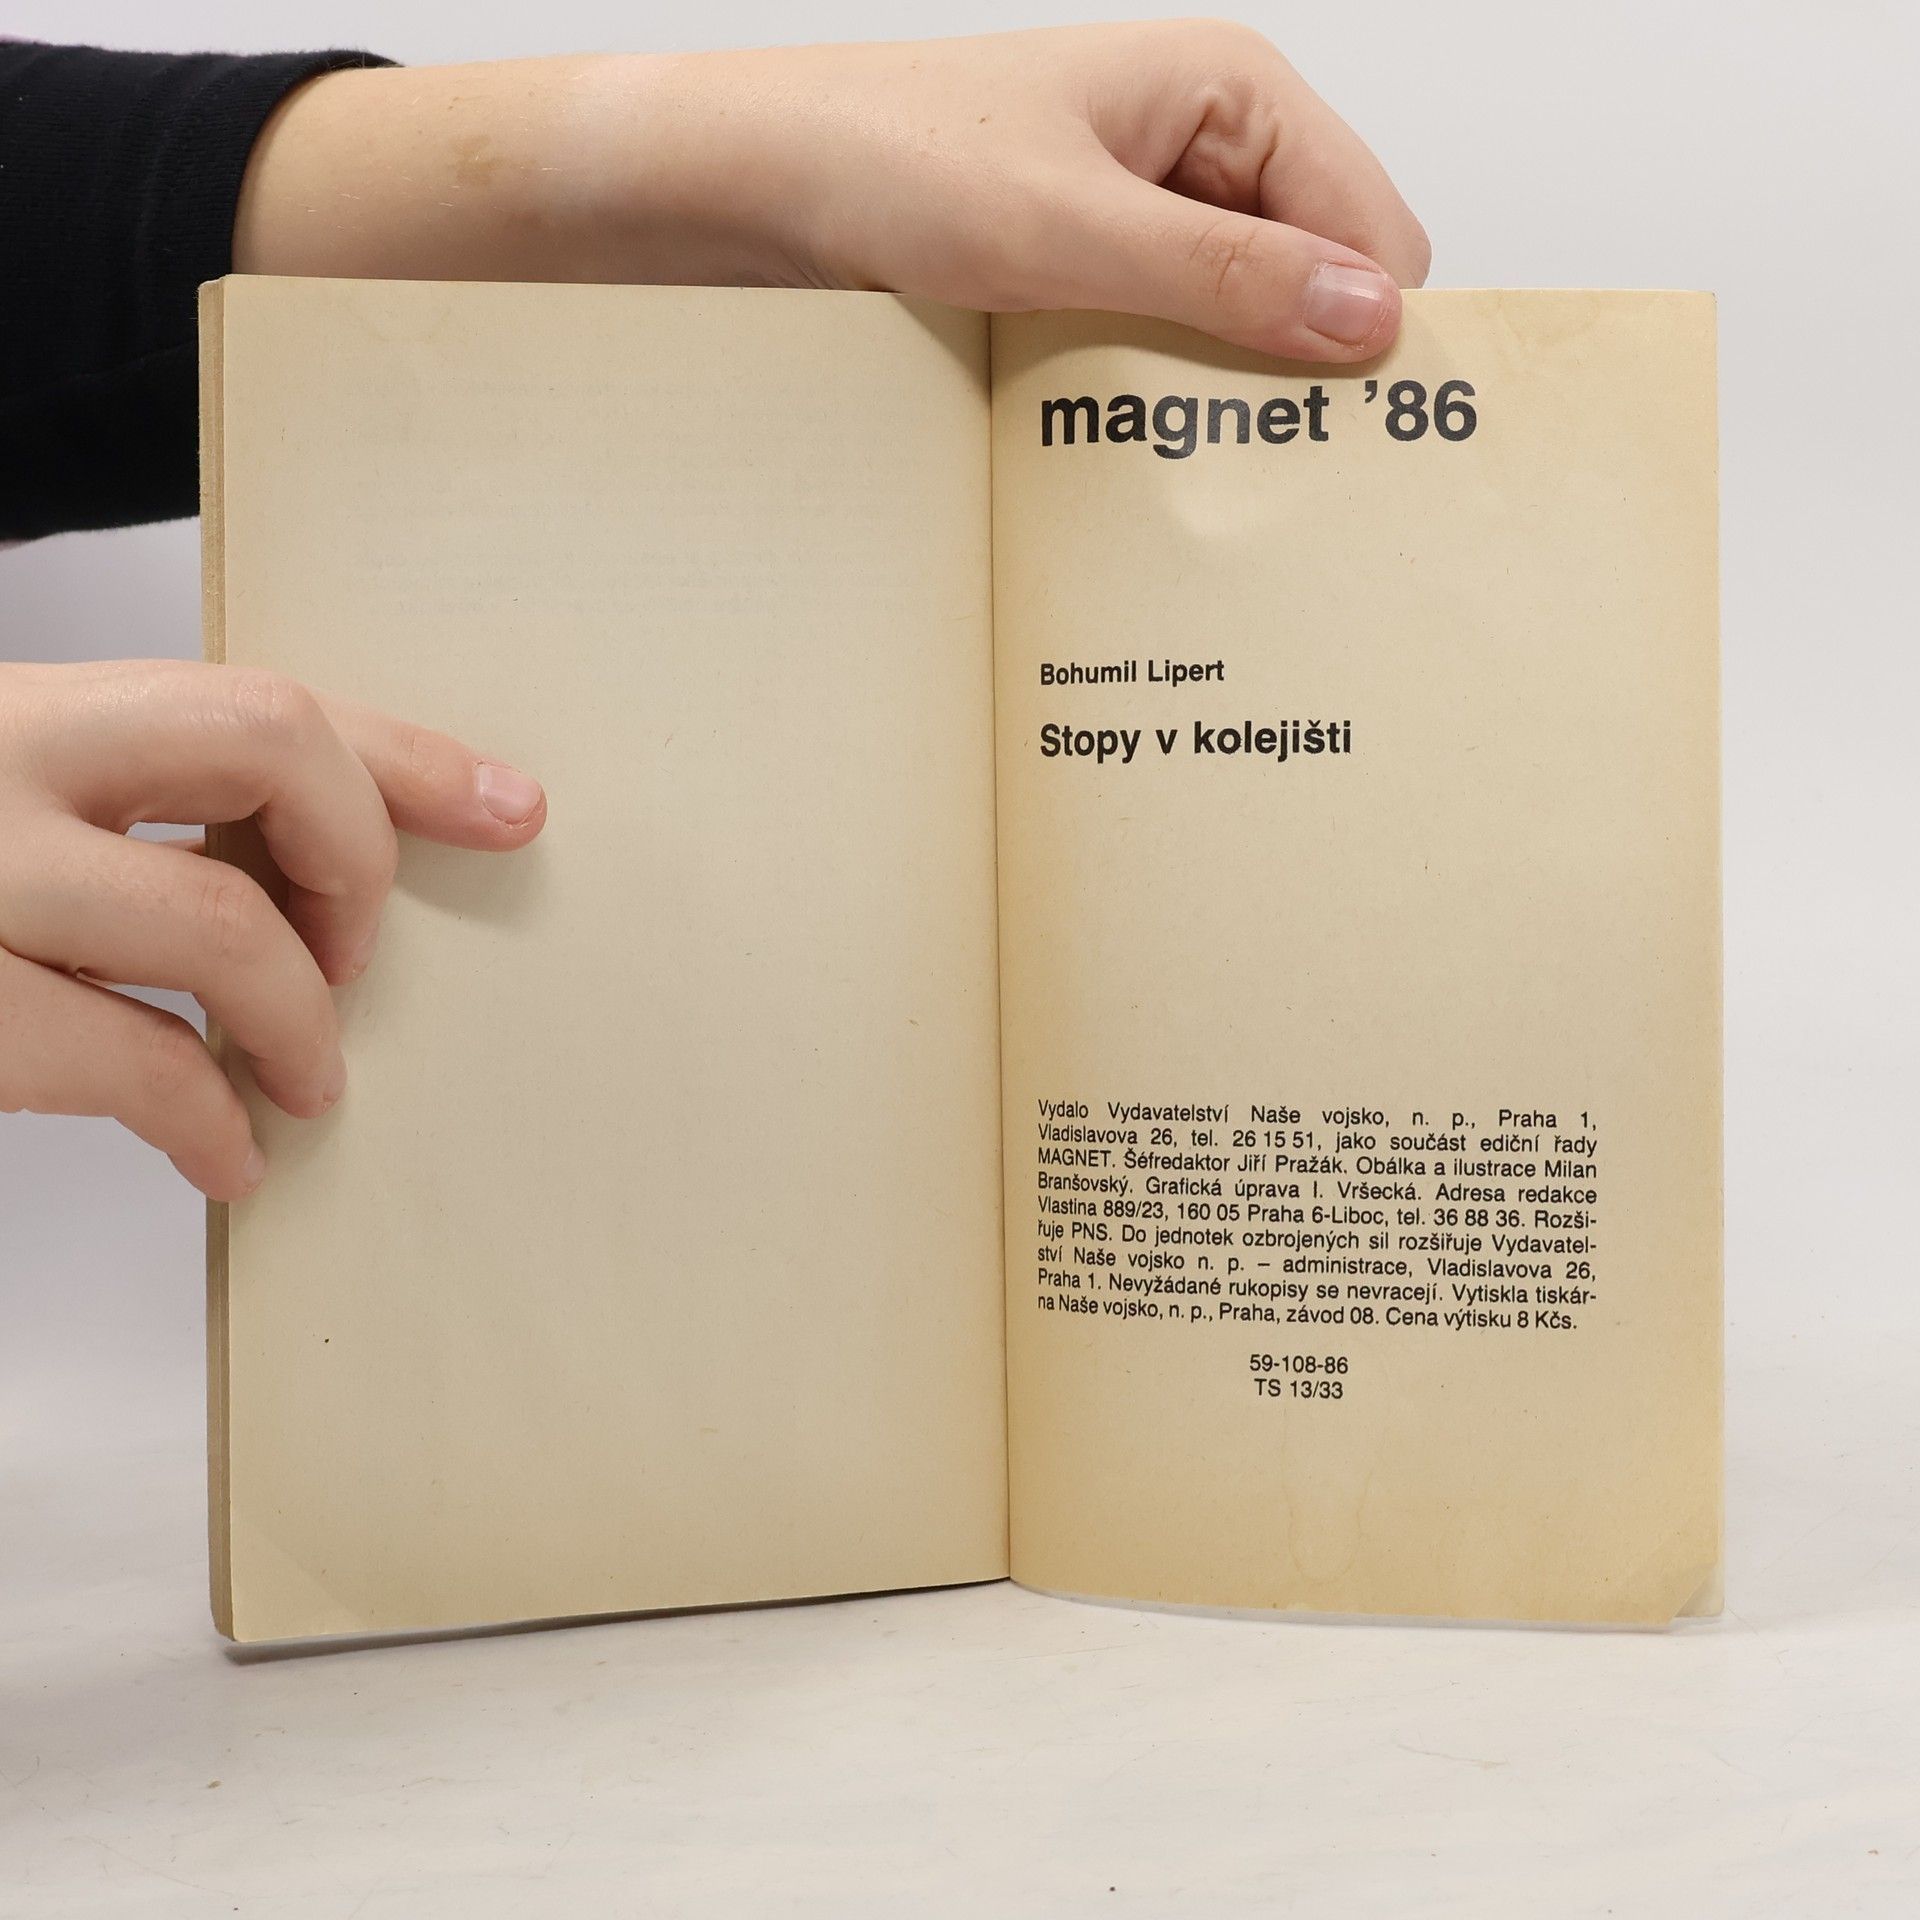 magnet ’86
Bohumil Lipert
Stopy v kolejišti
Vydalo Vydavatelství Naše vojsko, n. p., Praha 1,
Vladislavova 26, tel. 26 15 51, jako součást ediční řady
MAGNET. Šéfredaktor Jiří Pražák. Obálka a ilustrace Milan
Branšovský. Grafická úprava I. Vršecká. Adresa redakce
Vlastina 889/23, 160 05 Praha 6-Liboc, tel. 36 88 36. Rozši-
řuje PNS. Do jednotek ozbrojených sil rozšiřuje Vydavatel-
ství Naše vojsko n. p. – administrace, Vladislavova 26,
Praha 1. Nevyžádané rukopisy se nevracejí. Vytiskla tiskár-
na Naše vojsko, n. p., Praha, závod 08. Cena výtisku 8 Kčs.
59-108-86
TS 13/33